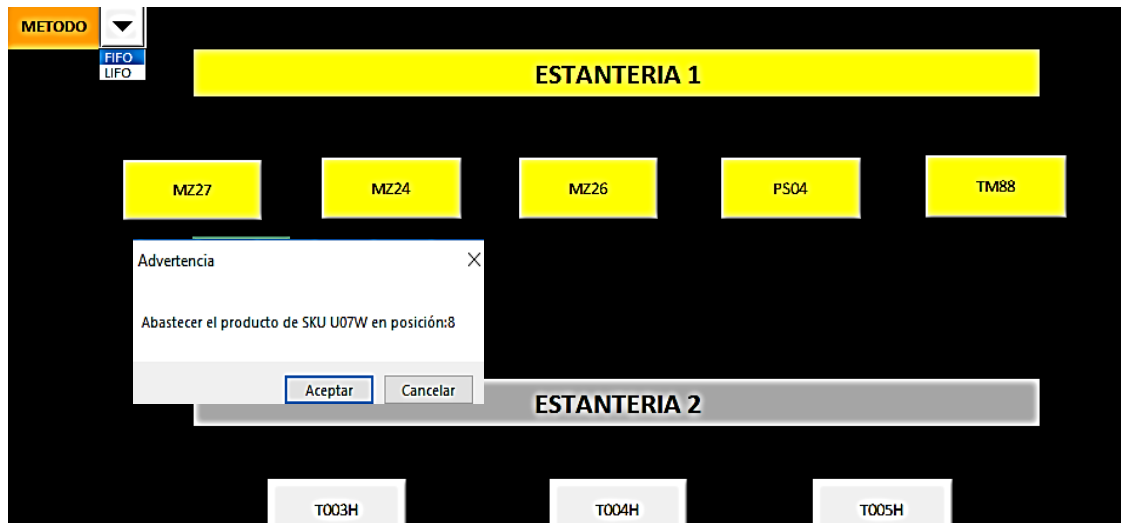 METODO
FIFO
LIFO
ESTANTERIA 1
MZ27 MZ24 MZ26 PS04 TM88
Advertencia
Abastecer el producto de SKU U07W en posición:8
Aceptar Cancelar
ESTANTERIA 2
T003H T004H T005H